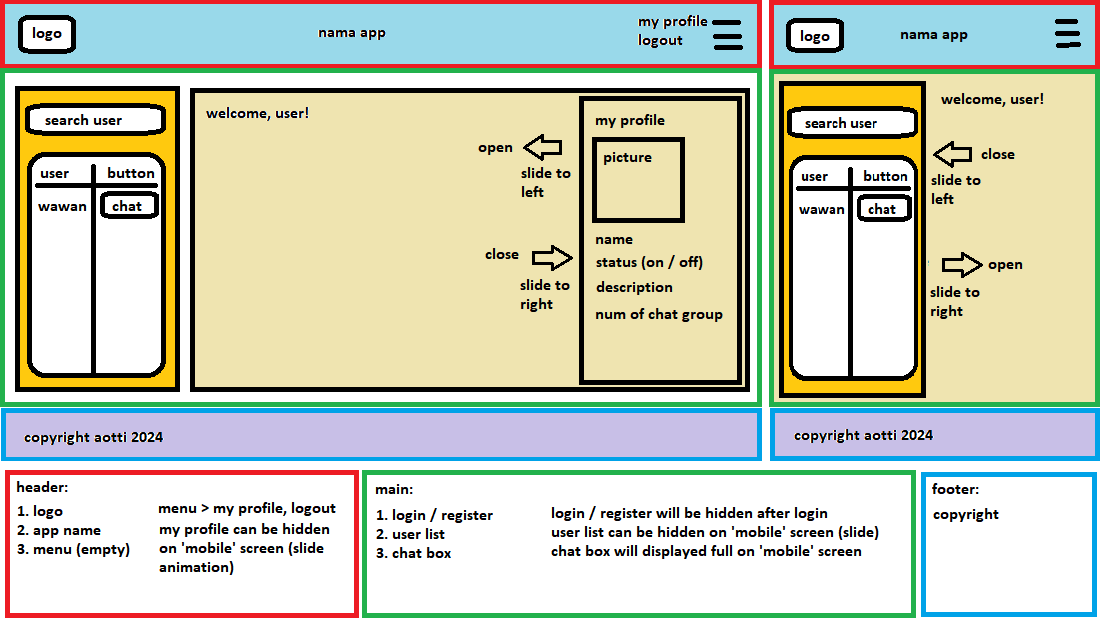 logo
nama app
my profile
logout
search user
user
button
wawan
chat
welcome, user!
open
slide to
left
close
slide to
right
my profile
picture
name
status (on / off)
description
num of chat group
copyright aotti 2024
logo
nama app
search user
user
button
wawan
chat
welcome, user!
close
slide to
left
open
slide to
right
copyright aotti 2024
header:
1. logo
2. app name
3. menu (empty)
menu > my profile, logout
my profile can be hidden
on 'mobile' screen (slide
animation)
main:
1. login / register
2. user list
3. chat box
login / register will be hidden after login
user list can be hidden on 'mobile' screen (slide)
chat box will displayed full on 'mobile' screen
footer:
copyright